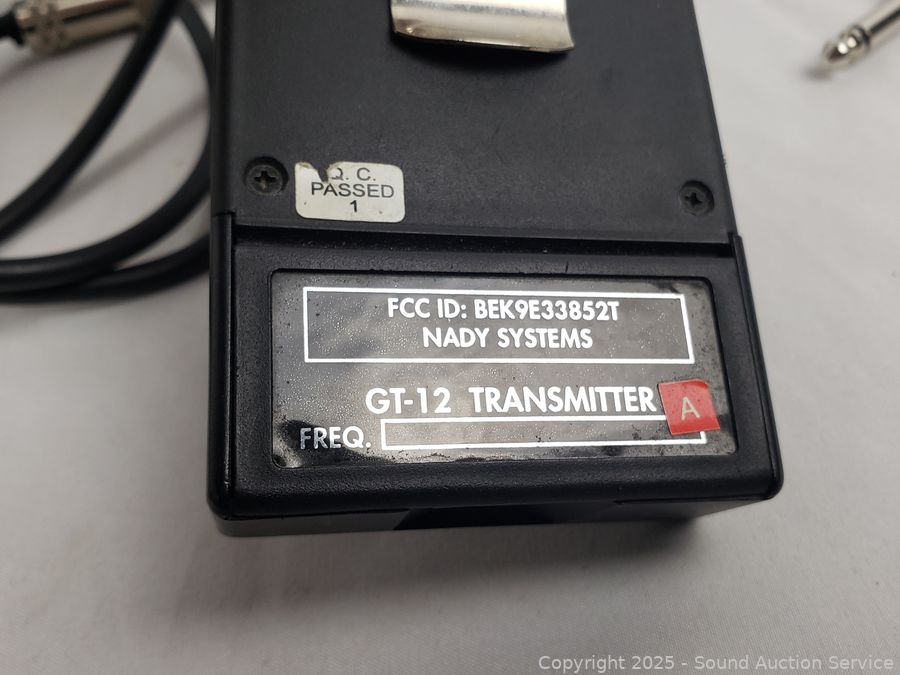 Q. C.
PASSED
1
FCC ID: BEK9E33852T
NADY SYSTEMS
GT-12 TRANSMITTER
A
FREQ.
Copyright © 2025 - Sound Auction Service